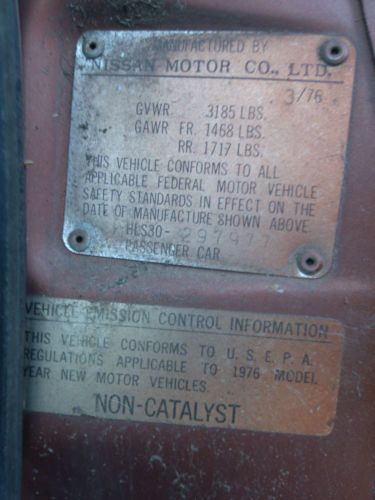 MANUFACTURED BY
NISSAN MOTOR CO., LTD.
3/76
GVWR 3185 LBS.
GAWR FR. 1468 LBS.
RR. 1717 LBS.
THIS VEHICLE CONFORMS TO ALL
APPLICABLE FEDERAL MOTOR VEHICLE
SAFETY STANDARDS IN EFFECT ON THE
DATE OF MANUFACTURE SHOWN ABOVE
HLS30-
PASSENGER CAR
VEHICLE EMISSION CONTROL INFORMATION
THIS VEHICLE CONFORMS TO U. S. E. P. A.
REGULATIONS APPLICABLE TO 1976 MODEL
YEAR NEW MOTOR VEHICLES.
NON-CATALYST